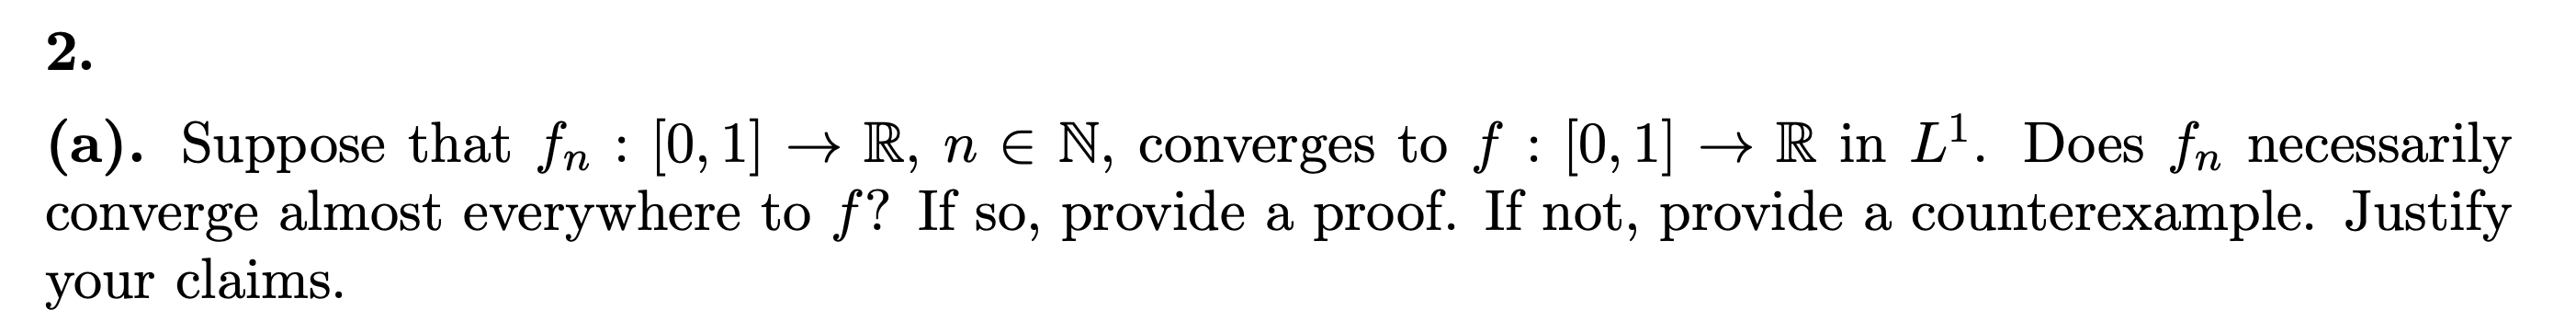 2.
(a). Suppose that $f_n : [0, 1] \to \mathbb{R}$, $n \in \mathbb{N}$, converges to $f : [0, 1] \to \mathbb{R}$ in $L^1$. Does $f_n$ necessarily
converge almost everywhere to $f$? If so, provide a proof. If not, provide a counterexample. Justify
your claims.